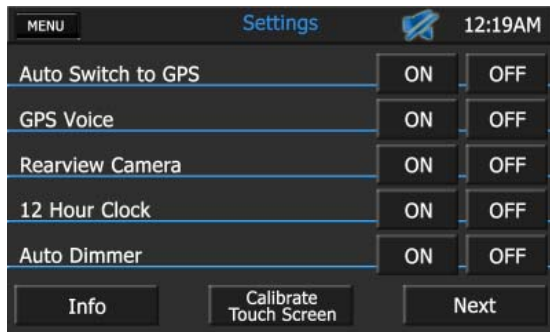 MENU Settings 12:19AM
Auto Switch to GPS ON OFF
GPS Voice ON OFF
Rearview Camera ON OFF
12 Hour Clock ON OFF
Auto Dimmer ON OFF
Info Calibrate Next
Touch Screen